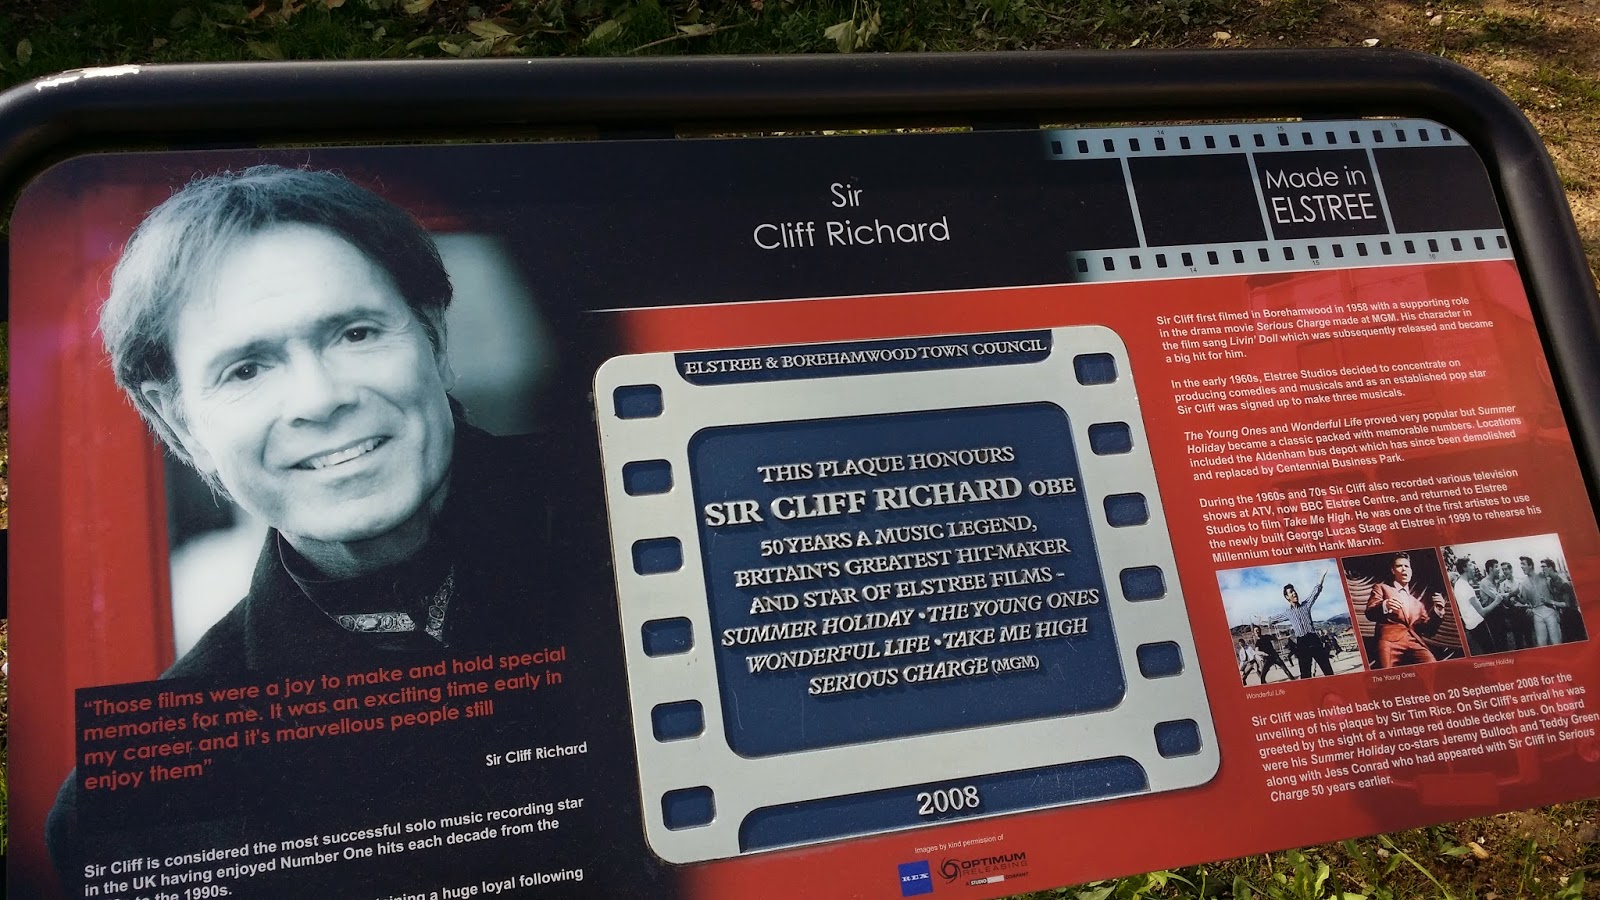 Sir
Cliff Richard
Made in
ELSTREE
14
15
16
14
15
16
"Those films were a joy to make and hold special
memories for me. It was an exciting time early in
my career and it's marvellous people still
enjoy them"
Sir Cliff Richard
Sir Cliff is considered the most successful solo music recording star
in the UK having enjoyed Number One hits each decade from the
to the 1990s.
a huge loyal following
ELSTREE & BOREHAMWOOD TOWN COUNCIL
THIS PLAQUE HONOURS
SIR CLIFF RICHARD OBE
50 YEARS A MUSIC LEGEND,
BRITAIN'S GREATEST HIT-MAKER
AND STAR OF ELSTREE FILMS -
SUMMER HOLIDAY • THE YOUNG ONES
WONDERFUL LIFE • TAKE ME HIGH
SERIOUS CHARGE (MGM)
2008
Images by kind permission of
REX
OPTIMUM
RELEASING
A STUDIO COMPANY
Sir Cliff first filmed in Borehamwood in 1958 with a supporting role
in the drama movie Serious Charge made at MGM. His character in
the film sang Livin' Doll which was subsequently released and became
a big hit for him.
In the early 1960s, Elstree Studios decided to concentrate on
producing comedies and musicals and as an established pop star
Sir Cliff was signed up to make three musicals.
The Young Ones and Wonderful Life proved very popular but Summer
Holiday became a classic packed with memorable numbers. Locations
included the Aldenham bus depot which has since been demolished
and replaced by Centennial Business Park.
During the 1960s and 70s Sir Cliff also recorded various television
shows at ATV, now BBC Elstree Centre, and returned to Elstree
Studios to film Take Me High. He was one of the first artistes to use
the newly built George Lucas Stage at Elstree in 1999 to rehearse his
Millennium tour with Hank Marvin.
Wonderful Life
The Young Ones
Summer Holiday
Sir Cliff was invited back to Elstree on 20 September 2008 for the
unveiling of his plaque by Sir Tim Rice. On Sir Cliff's arrival he was
greeted by the sight of a vintage red double decker bus. On board
were his Summer Holiday co-stars Jeremy Bulloch and Teddy Green
along with Jess Conrad who had appeared with Sir Cliff in Serious
Charge 50 years earlier.